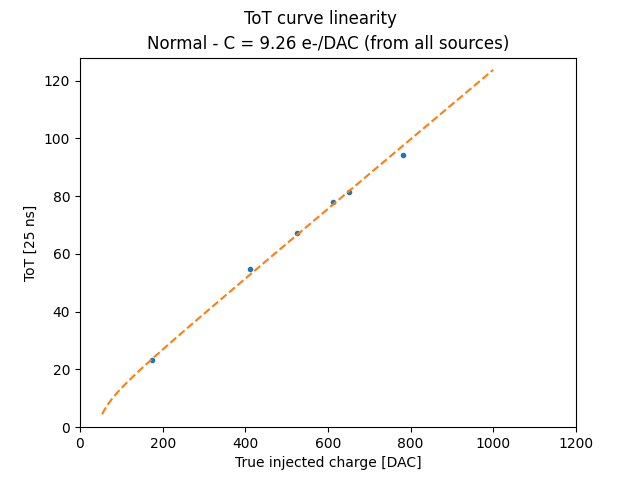 ToT curve linearity
Normal - C = 9.26 e-/DAC (from all sources)
120
100
80
60
40
20
0
ToT [25 ns]
0 200 400 600 800 1000 1200
True injected charge [DAC]